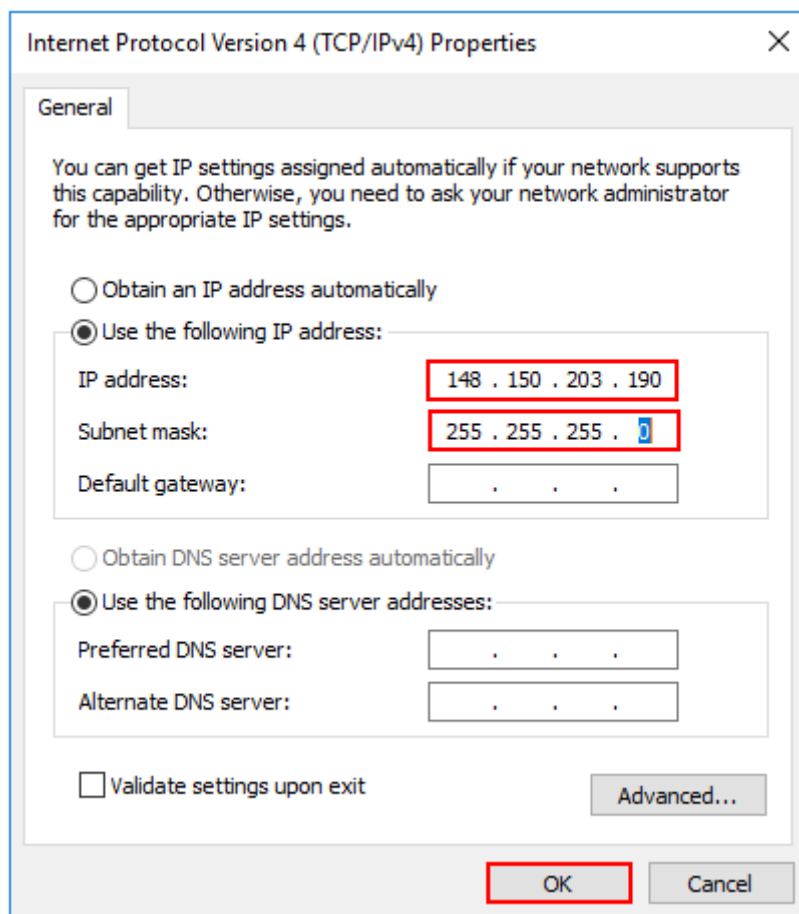 Internet Protocol Version 4 (TCP/IPv4) Properties
General
You can get IP settings assigned automatically if your network supports
this capability. Otherwise, you need to ask your network administrator
for the appropriate IP settings.
Obtain an IP address automatically
Use the following IP address:
IP address: 148 . 150 . 203 . 190
Subnet mask: 255 . 255 . 255 . 0
Default gateway: . . .
Obtain DNS server address automatically
Use the following DNS server addresses:
Preferred DNS server: . . .
Alternate DNS server: . . .
Validate settings upon exit
Advanced...
OK Cancel